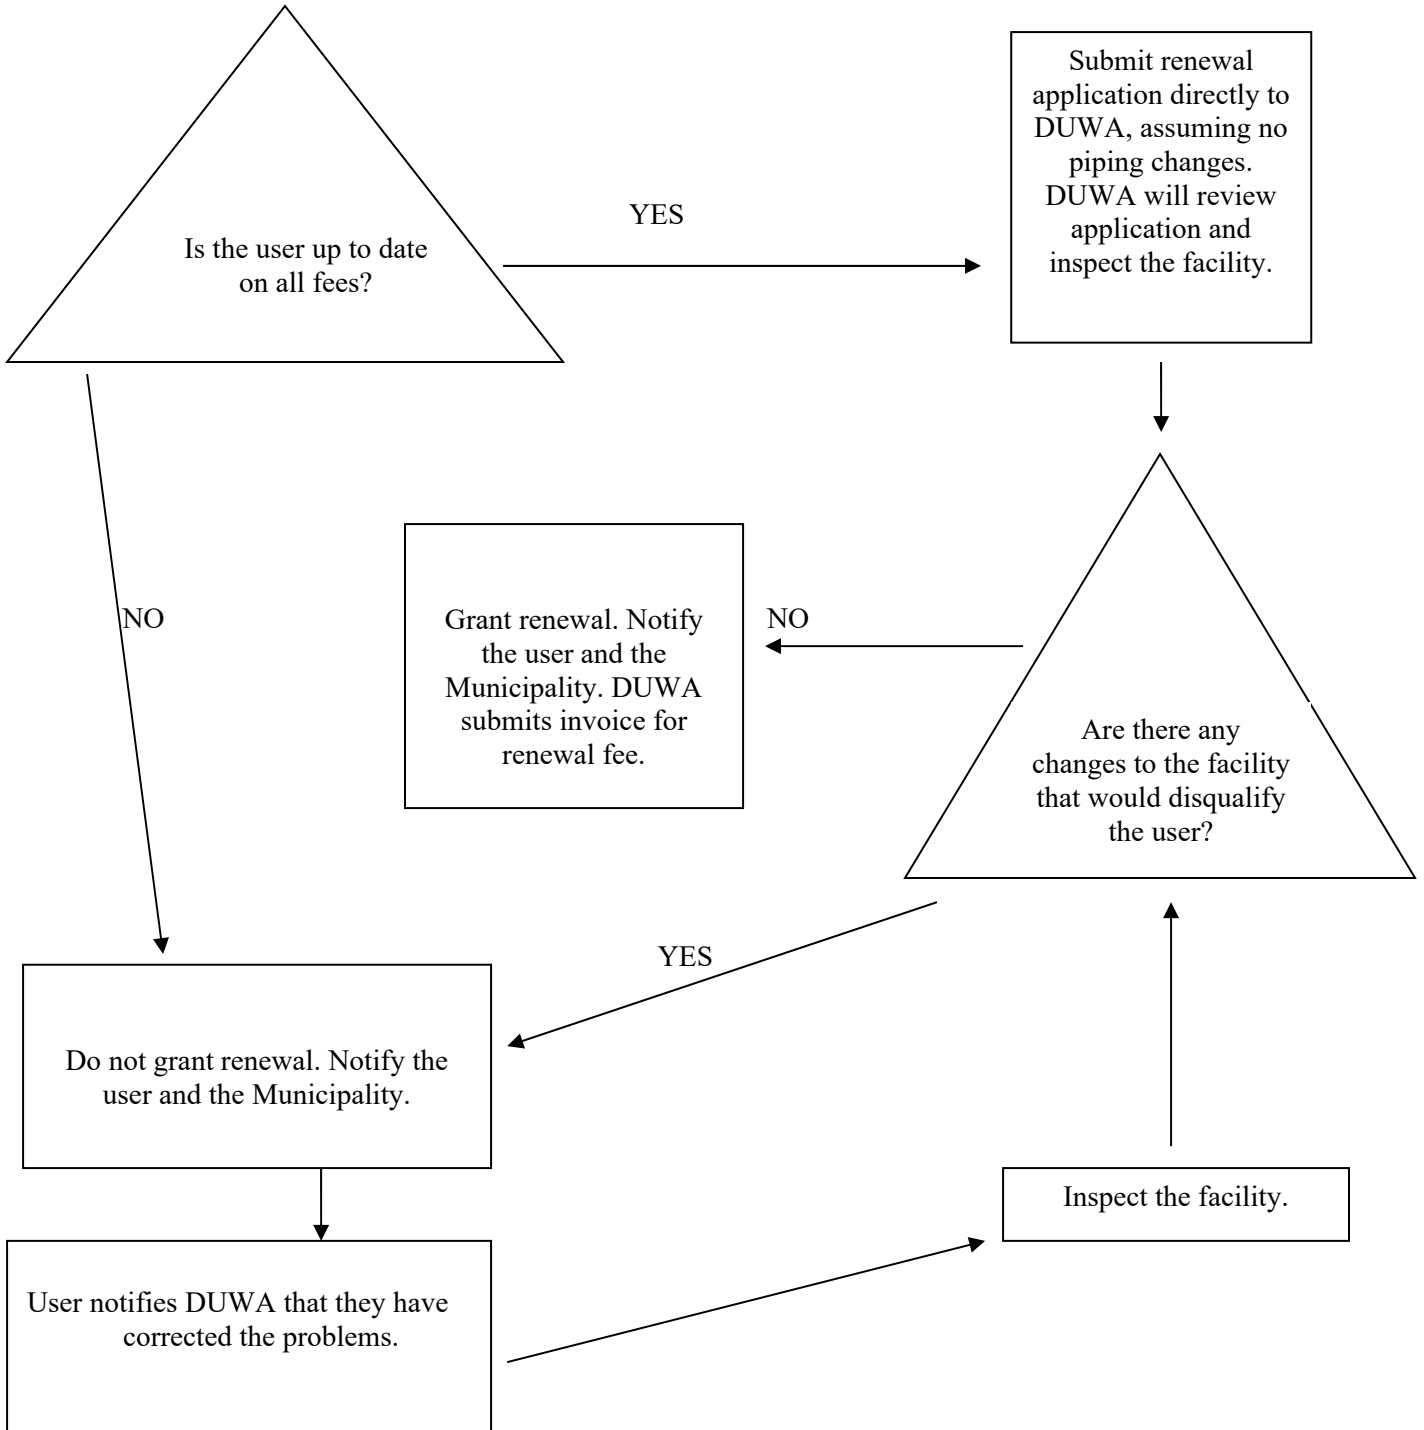 Submit renewal
application directly to
DUWA, assuming no
piping changes.
DUWA will review
application and
inspect the facility.
YES
Is the user up to date
on all fees?
NO
Grant renewal. Notify
the user and the
Municipality. DUWA
submits invoice for
renewal fee.
NO
Are there any
changes to the facility
that would disqualify
the user?
YES
Do not grant renewal. Notify the
user and the Municipality.
Inspect the facility.
User notifies DUWA that they have
corrected the problems.